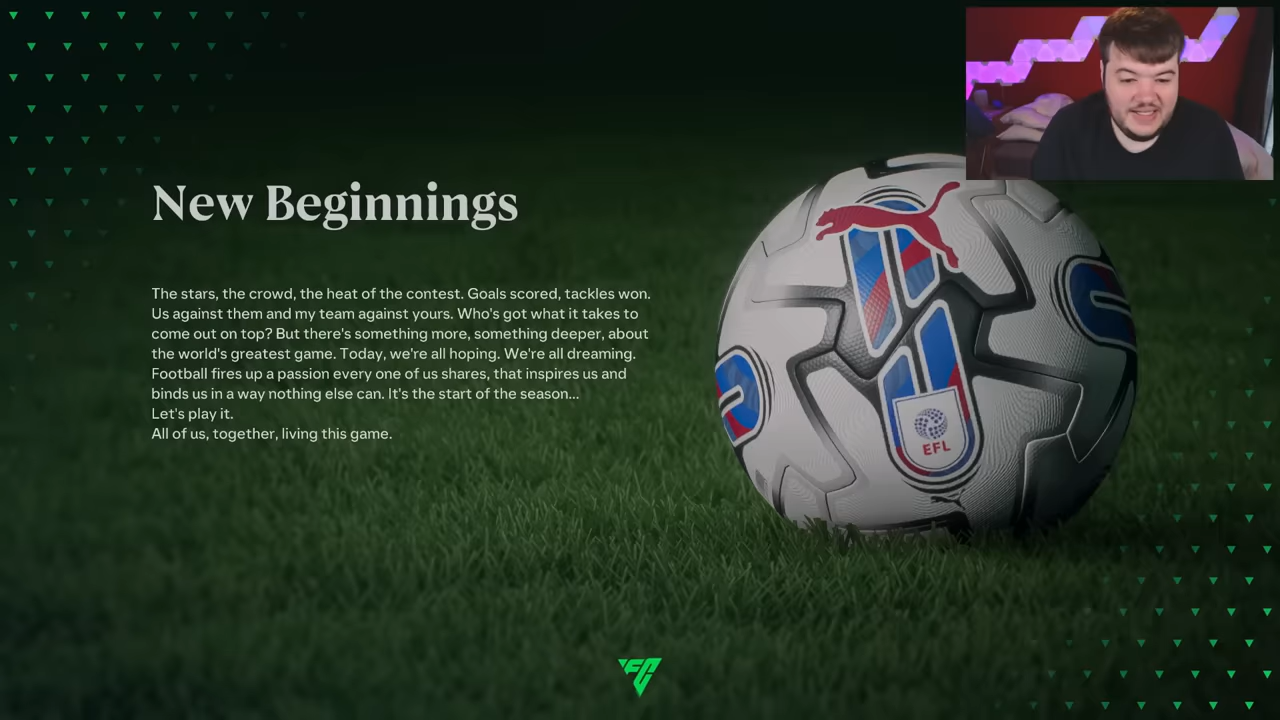 New Beginnings
The stars, the crowd, the heat of the contest. Goals scored, tackles won.
Us against them and my team against yours. Who's got what it takes to
come out on top? But there's something more, something deeper, about
the world's greatest game. Today, we're all hoping. We're all dreaming.
Football fires up a passion every one of us shares, that inspires us and
binds us in a way nothing else can. It's the start of the season...
Let's play it.
All of us, together, living this game.
EFL
FC